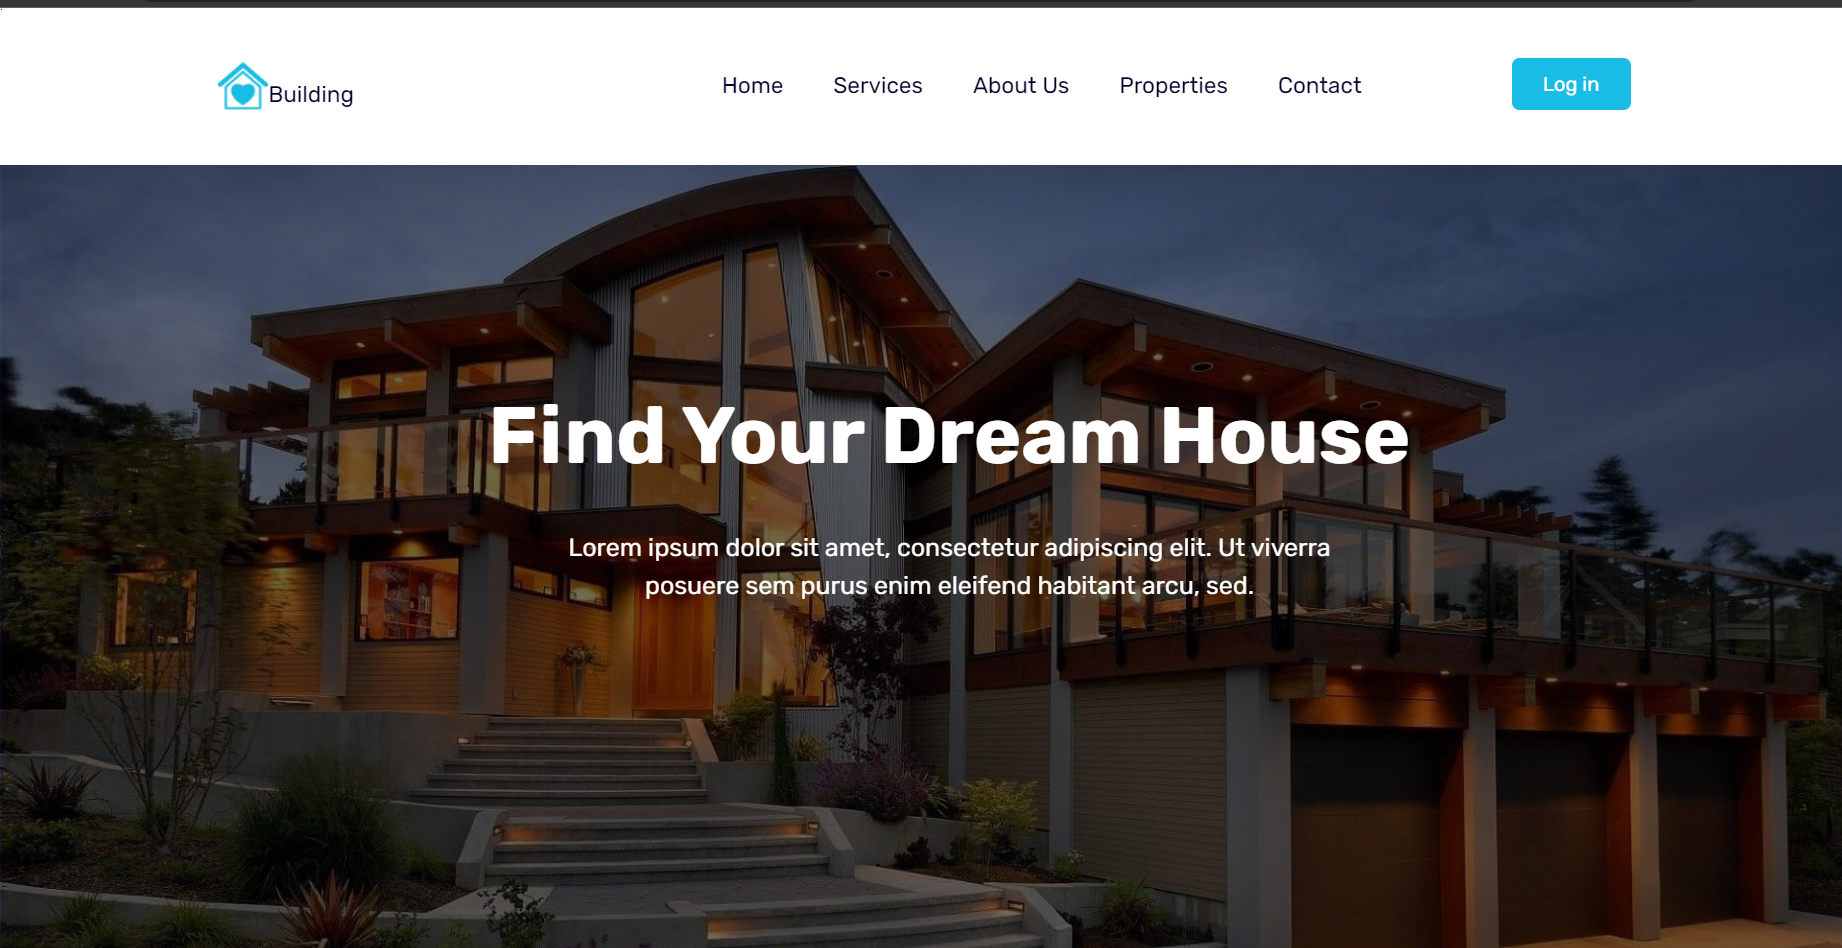 Building
Home Services About Us Properties Contact
Log in
Find Your Dream House
Lorem ipsum dolor sit amet, consectetur adipiscing elit. Ut viverra
posuere sem purus enim eleifend habitant arcu, sed.